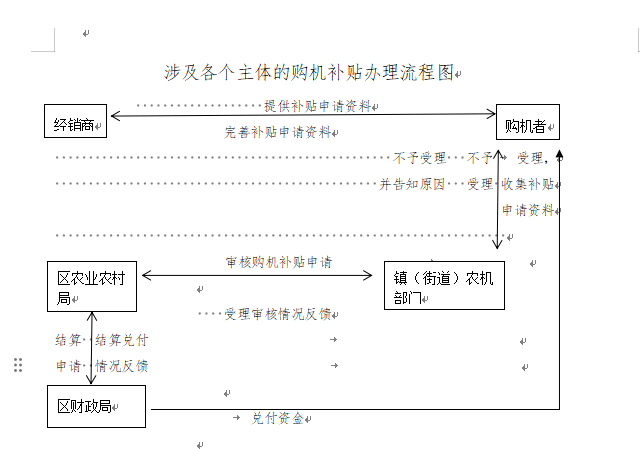 涉及各个主体的购机补贴办理流程图
提供补贴申请资料
经销商
购机者
完善补贴申请资料
不予受理 不予 受理，
并告知原因 受理 收集补贴
申请资料
审核购机补贴申请
区农业农村
局
镇（街道）农机
部门
受理审核情况反馈
结算 结算兑付
申请 情况反馈
区财政局
兑付资金